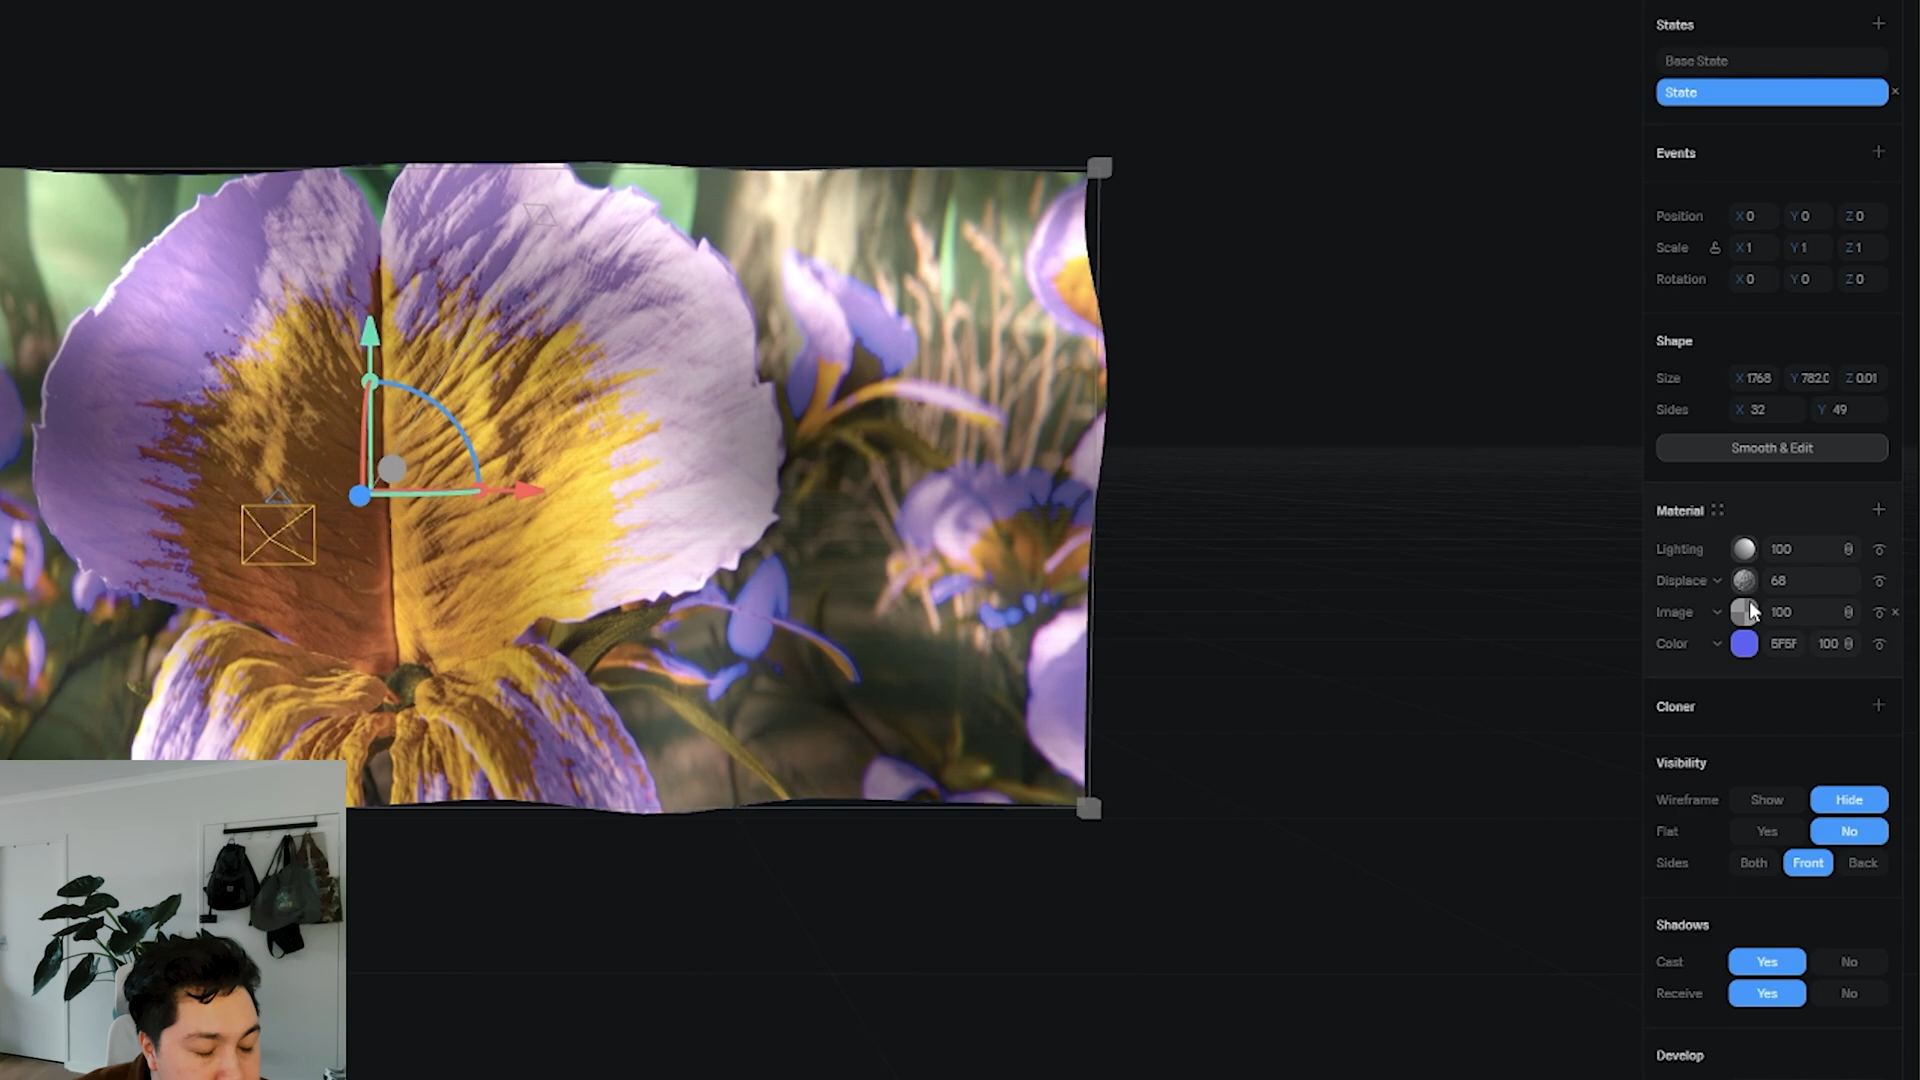 States
Base State
State
Events
Position X 0 Y 0 Z 0
Scale X 1 Y 1 Z 1
Rotation X 0 Y 0 Z 0
Shape
Size X 1768 Y 782.0 Z 0.01
Sides X 32 Y 49
Smooth & Edit
Material
Lighting 100
Displace 68
Image 100
Color 5F5F 100
Cloner
Visibility
Wireframe Show Hide
Flat Yes No
Sides Both Front Back
Shadows
Cast Yes No
Receive Yes No
Develop